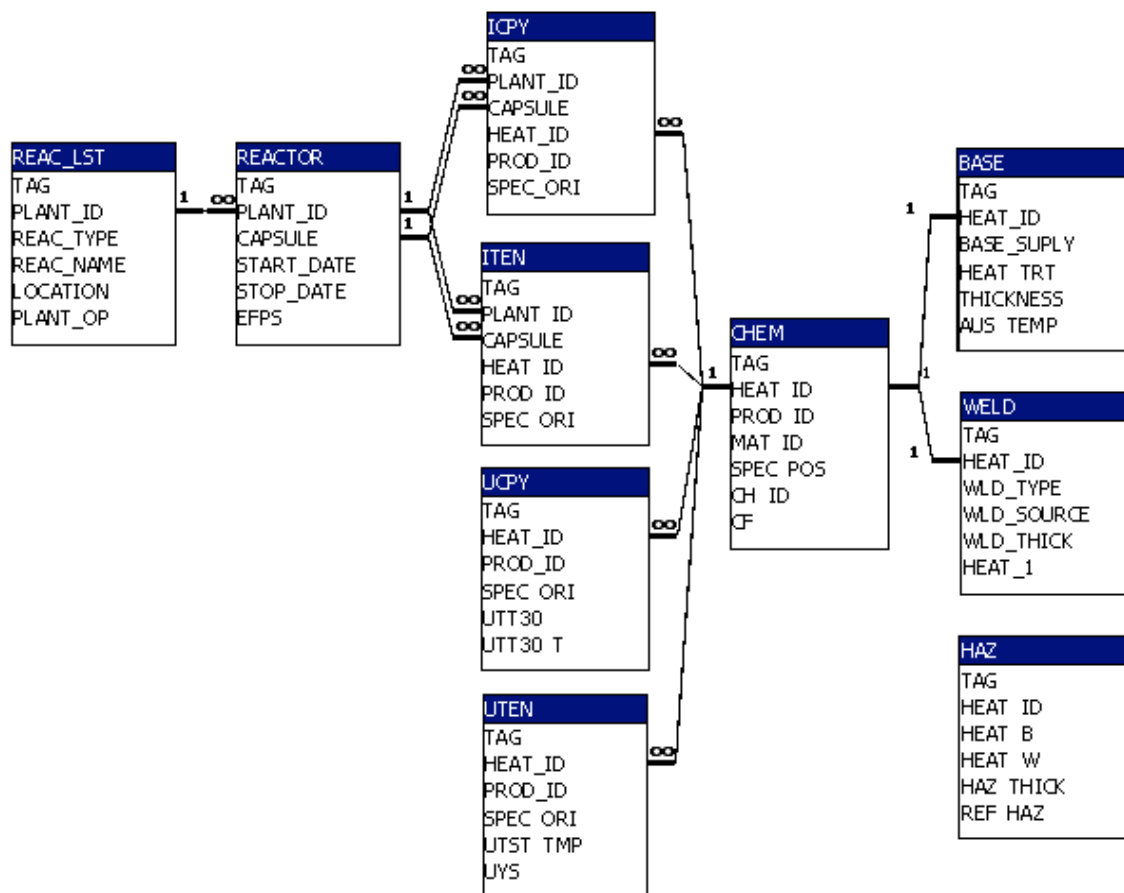 REAC_LST
TAG
PLANT_ID
REAC_TYPE
REAC_NAME
LOCATION
PLANT_OP
1
∞
REACTOR
TAG
PLANT_ID
CAPSULE
START_DATE
STOP_DATE
EFPS
1
1
∞
∞
ICPY
TAG
PLANT_ID
CAPSULE
HEAT_ID
PROD_ID
SPEC_ORI
∞
∞
∞
ITEN
TAG
PLANT ID
CAPSULE
HEAT ID
PROD ID
SPEC ORI
∞
UCPY
TAG
HEAT_ID
PROD_ID
SPEC ORI
UTT30
UTT30 T
∞
UTEN
TAG
HEAT_ID
PROD_ID
SPEC ORI
UTST TMP
UYS
∞
1
CHEM
TAG
HEAT ID
PROD ID
MAT ID
SPEC POS
CH ID
CF
1
1
1
BASE
TAG
HEAT_ID
BASE_SUPLY
HEAT TRT
THICKNESS
AUS TEMP
WELD
TAG
HEAT_ID
WLD_TYPE
WLD_SOURCE
WLD_THICK
HEAT_1
HAZ
TAG
HEAT ID
HEAT B
HEAT W
HAZ THICK
REF HAZ